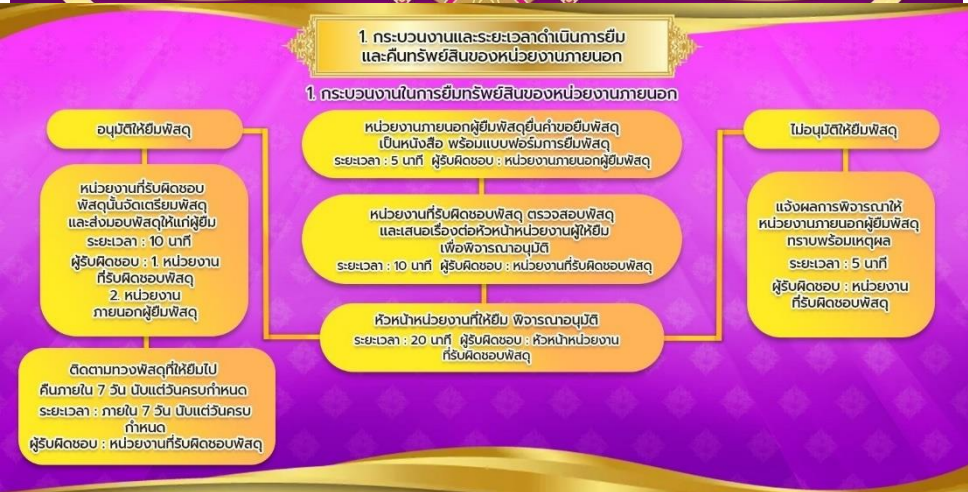 1. กระบวนงานและระยะเวลาดำเนินการยืม
และคืนทรัพย์สินของหน่วยงานภายนอก
1. กระบวนงานในการยืมทรัพย์สินของหน่วยงานภายนอก
อนุมัติให้ยืมพัสดุ
หน่วยงานที่รับผิดชอบ
พัสดุนั้นจัดเตรียมพัสดุ
และส่งมอบพัสดุให้แก่ผู้ยืม
ระยะเวลา : 10 นาที
ผู้รับผิดชอบ : 1. หน่วยงาน
ที่รับผิดชอบพัสดุ
2. หน่วยงาน
ภายนอกผู้ยืมพัสดุ
ติดตามทวงพัสดุที่ให้ยืมไป
คืนภายใน 7 วัน นับแต่วันครบกำหนด
ระยะเวลา : ภายใน 7 วัน นับแต่วันครบ
กำหนด
ผู้รับผิดชอบ : หน่วยงานที่รับผิดชอบพัสดุ
หน่วยงานภายนอกผู้ยืมพัสดุยื่นคำขอยืมพัสดุ
เป็นหนังสือ พร้อมแบบฟอร์มการยืมพัสดุ
ระยะเวลา : 5 นาที ผู้รับผิดชอบ : หน่วยงานภายนอกผู้ยืมพัสดุ
หน่วยงานที่รับผิดชอบพัสดุ ตรวจสอบพัสดุ
และเสนอเรื่องต่อหัวหน้าหน่วยงานผู้ให้ยืม
เพื่อพิจารณาอนุมัติ
ระยะเวลา : 10 นาที ผู้รับผิดชอบ : หน่วยงานที่รับผิดชอบพัสดุ
หัวหน้าหน่วยงานที่ให้ยืม พิจารณาอนุมัติ
ระยะเวลา : 20 นาที ผู้รับผิดชอบ : หัวหน้าหน่วยงาน
ที่รับผิดชอบพัสดุ
ไม่อนุมัติให้ยืมพัสดุ
แจ้งผลการพิจารณาให้
หน่วยงานภายนอกผู้ยืมพัสดุ
ทราบพร้อมเหตุผล
ระยะเวลา : 5 นาที
ผู้รับผิดชอบ : หน่วยงาน
ที่รับผิดชอบพัสดุ